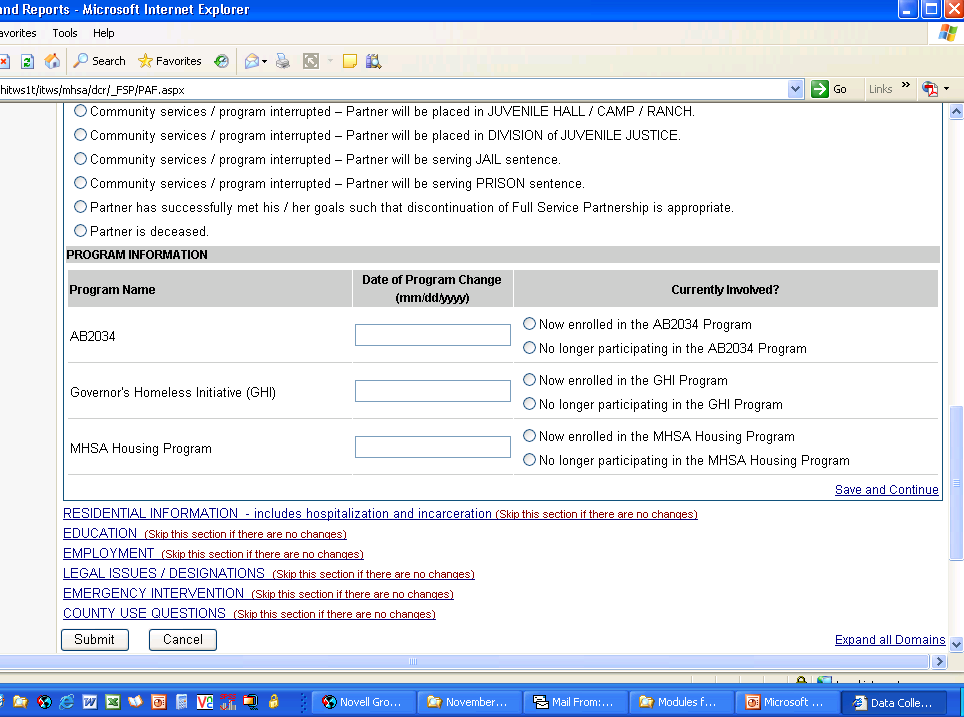 and Reports - Microsoft Internet Explorer
avorites Tools Help
Search Favorites
hitws1t/itws/mhsa/dcr/_FSP/PAF.aspx Go Links »
Community services / program interrupted – Partner will be placed in JUVENILE HALL / CAMP / RANCH.
Community services / program interrupted – Partner will be placed in DIVISION of JUVENILE JUSTICE.
Community services / program interrupted – Partner will be serving JAIL sentence.
Community services / program interrupted – Partner will be serving PRISON sentence.
Partner has successfully met his / her goals such that discontinuation of Full Service Partnership is appropriate.
Partner is deceased.
PROGRAM INFORMATION
Program Name
Date of Program Change
(mm/dd/yyyy)
Currently Involved?
AB2034
Now enrolled in the AB2034 Program
No longer participating in the AB2034 Program
Governor's Homeless Initiative (GHI)
Now enrolled in the GHI Program
No longer participating in the GHI Program
MHSA Housing Program
Now enrolled in the MHSA Housing Program
No longer participating in the MHSA Housing Program
Save and Continue
RESIDENTIAL INFORMATION - includes hospitalization and incarceration (Skip this section if there are no changes)
EDUCATION (Skip this section if there are no changes)
EMPLOYMENT (Skip this section if there are no changes)
LEGAL ISSUES / DESIGNATIONS (Skip this section if there are no changes)
EMERGENCY INTERVENTION (Skip this section if there are no changes)
COUNTY USE QUESTIONS (Skip this section if there are no changes)
Submit Cancel Expand all Domains
Novell Gro... November... Mail From:... Modules f... Microsoft ... Data Colle...